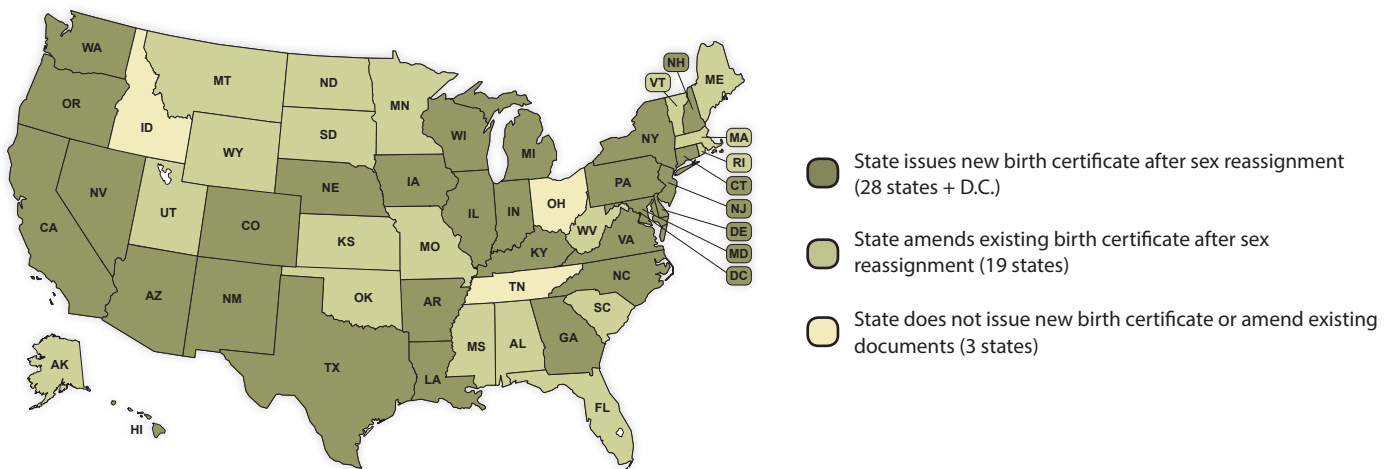 WA
MT
ND
MN
OR
ID
SD
WY
WI
MI
NY
VT
NH
ME
MA
RI
CT
NJ
DE
MD
DC
NV
UT
CA
CO
NE
IA
IL
IN
OH
PA
WV
VA
KY
KS
MO
AZ
NM
OK
AR
TN
NC
SC
TX
LA
MS
AL
GA
FL
AK
HI
State issues new birth certificate after sex reassignment
(28 states + D.C.)
State amends existing birth certificate after sex
reassignment (19 states)
State does not issue new birth certificate or amend existing
documents (3 states)